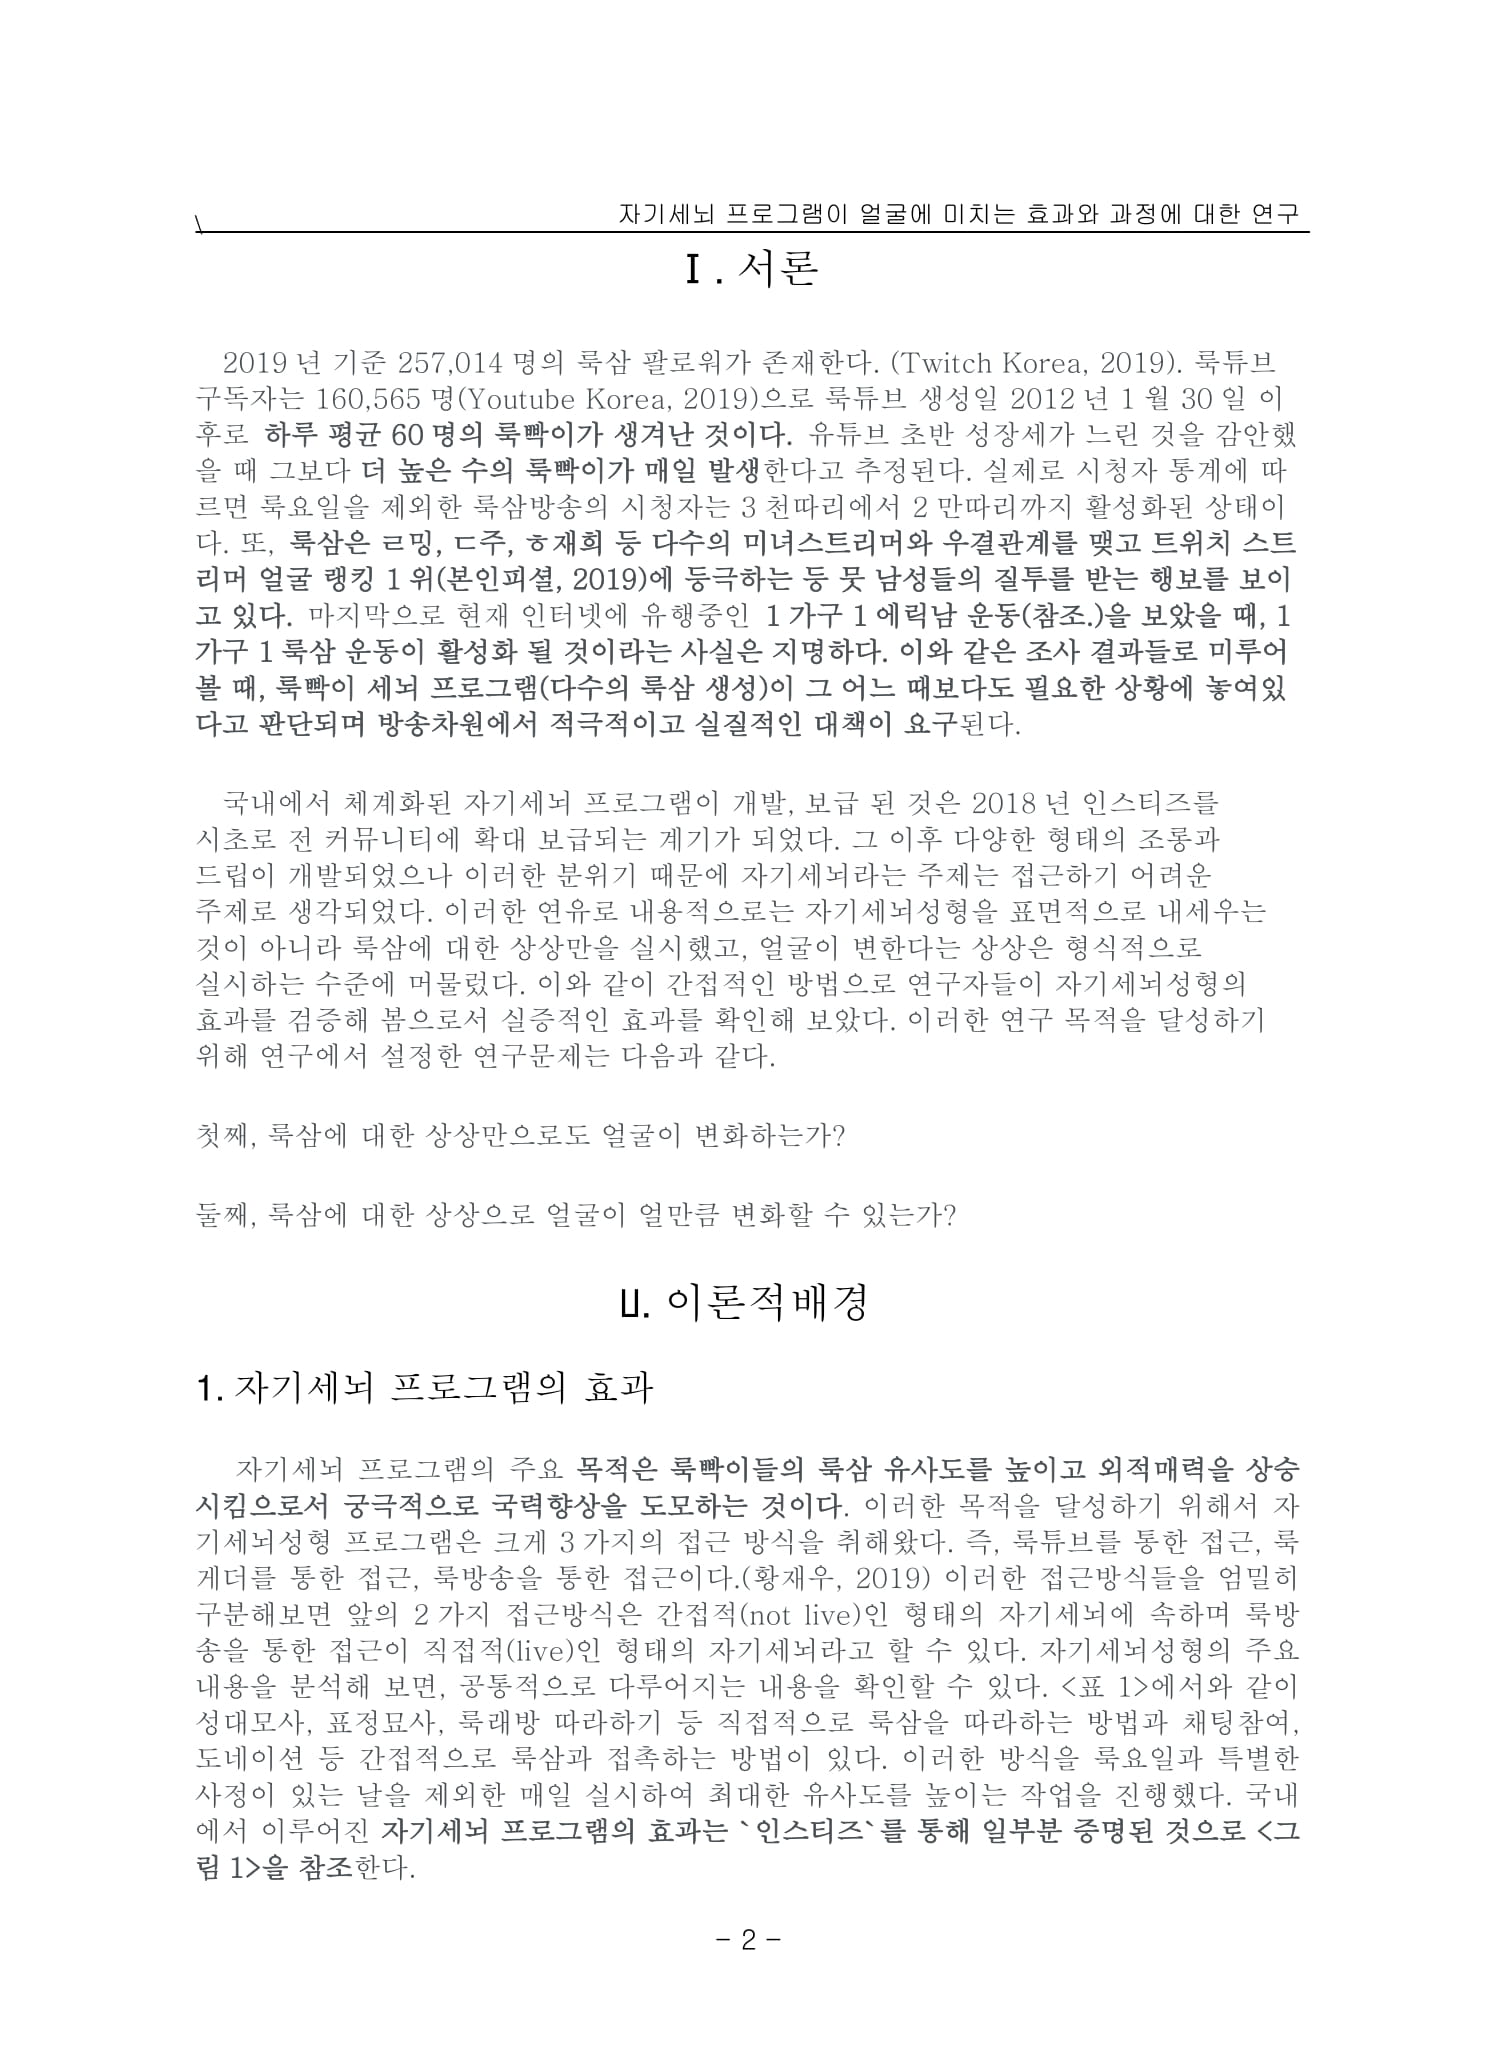 \ 자기세뇌 프로그램이 얼굴에 미치는 효과와 과정에 대한 연구
Ⅰ. 서론
2019년 기준 257,014명의 룩삼 팔로워가 존재한다. (Twitch Korea, 2019). 룩튜브
구독자는 160,565명(Youtube Korea, 2019)으로 룩튜브 생성일 2012년 1월 30일 이
후로 하루 평균 60명의 룩빡이가 생겨난 것이다. 유튜브 초반 성장세가 느린 것을 감안했
을 때 그보다 더 높은 수의 룩빡이가 매일 발생한다고 추정된다. 실제로 시청자 통계에 따
르면 룩요일을 제외한 룩삼방송의 시청자는 3천따리에서 2만따리까지 활성화된 상태이
다. 또, 룩삼은 ㄹ밍, ㄷ주, ㅎ재희 등 다수의 미녀스트리머와 우결관계를 맺고 트위치 스트
리머 얼굴 랭킹 1위(본인피셜, 2019)에 등극하는 등 뭇 남성들의 질투를 받는 행보를 보이
고 있다. 마지막으로 현재 인터넷에 유행중인 1가구 1에릭남 운동(참조.)을 보았을 때, 1
가구 1룩삼 운동이 활성화 될 것이라는 사실은 지명하다. 이와 같은 조사 결과들로 미루어
볼 때, 룩빡이 세뇌 프로그램(다수의 룩삼 생성)이 그 어느 때보다도 필요한 상황에 놓여있
다고 판단되며 방송차원에서 적극적이고 실질적인 대책이 요구된다.
국내에서 체계화된 자기세뇌 프로그램이 개발, 보급 된 것은 2018년 인스티즈를
시초로 전 커뮤니티에 확대 보급되는 계기가 되었다. 그 이후 다양한 형태의 조롱과
드립이 개발되었으나 이러한 분위기 때문에 자기세뇌라는 주제는 접근하기 어려운
주제로 생각되었다. 이러한 연유로 내용적으로는 자기세뇌성형을 표면적으로 내세우는
것이 아니라 룩삼에 대한 상상만을 실시했고, 얼굴이 변한다는 상상은 형식적으로
실시하는 수준에 머물렀다. 이와 같이 간접적인 방법으로 연구자들이 자기세뇌성형의
효과를 검증해 봄으로서 실증적인 효과를 확인해 보았다. 이러한 연구 목적을 달성하기
위해 연구에서 설정한 연구문제는 다음과 같다.
첫째, 룩삼에 대한 상상만으로도 얼굴이 변화하는가?
둘째, 룩삼에 대한 상상으로 얼굴이 얼만큼 변화할 수 있는가?
Ⅱ. 이론적배경
1. 자기세뇌 프로그램의 효과
자기세뇌 프로그램의 주요 목적은 룩빡이들의 룩삼 유사도를 높이고 외적매력을 상승
시킴으로서 궁극적으로 국력향상을 도모하는 것이다. 이러한 목적을 달성하기 위해서 자
기세뇌성형 프로그램은 크게 3가지의 접근 방식을 취해왔다. 즉, 룩튜브를 통한 접근, 룩
게더를 통한 접근, 룩방송을 통한 접근이다.(황재우, 2019) 이러한 접근방식들을 엄밀히
구분해보면 앞의 2가지 접근방식은 간접적(not live)인 형태의 자기세뇌에 속하며 룩방
송을 통한 접근이 직접적(live)인 형태의 자기세뇌라고 할 수 있다. 자기세뇌성형의 주요
내용을 분석해 보면, 공통적으로 다루어지는 내용을 확인할 수 있다. <표 1>에서와 같이
성대모사, 표정묘사, 룩래방 따라하기 등 직접적으로 룩삼을 따라하는 방법과 채팅참여,
도네이션 등 간접적으로 룩삼과 접촉하는 방법이 있다. 이러한 방식을 룩요일과 특별한
사정이 있는 날을 제외한 매일 실시하여 최대한 유사도를 높이는 작업을 진행했다. 국내
에서 이루어진 자기세뇌 프로그램의 효과는 `인스티즈`를 통해 일부분 증명된 것으로 <그
림 1>을 참조한다.
- 2 -